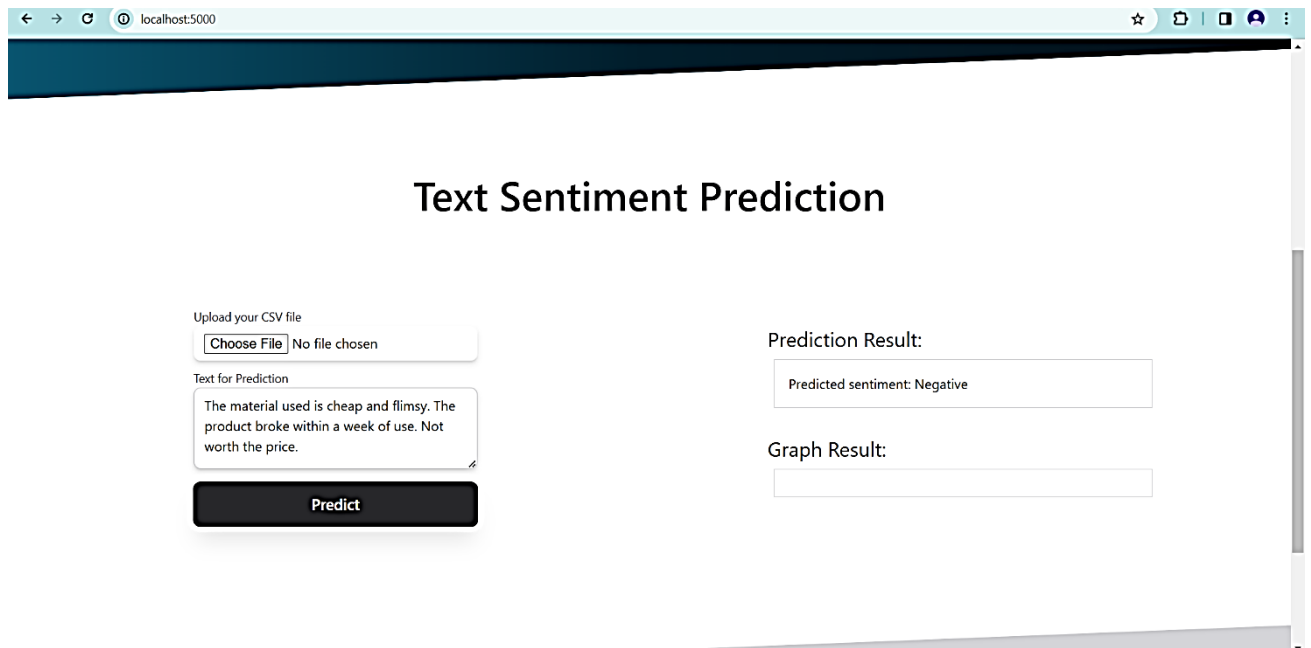 localhost:5000
Text Sentiment Prediction
Upload your CSV file
Choose File No file chosen
Text for Prediction
The material used is cheap and flimsy. The
product broke within a week of use. Not
worth the price.
Predict
Prediction Result:
Predicted sentiment: Negative
Graph Result: